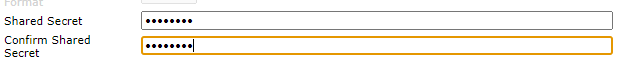 Format
Shared Secret ••••••••
Confirm Shared
Secret ••••••••